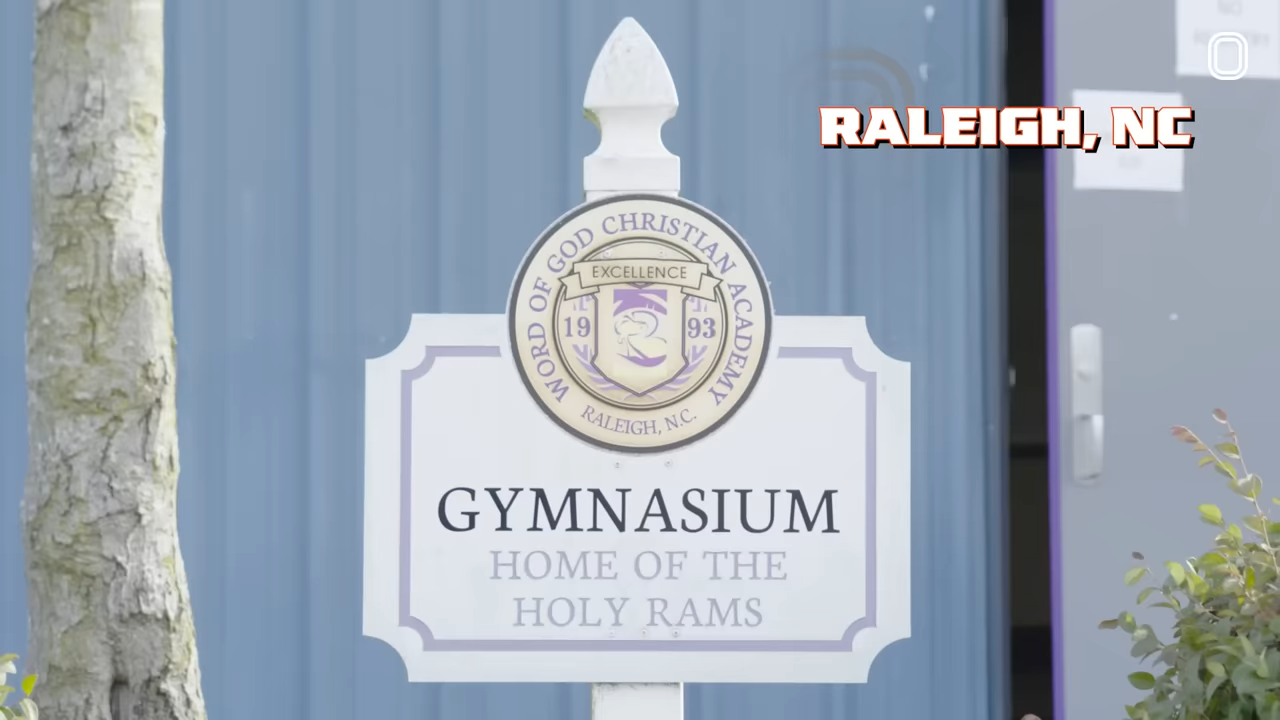 RALEIGH, NC
WORD OF GOD CHRISTIAN ACADEMY
EXCELLENCE
19 93
RALEIGH, N.C.
GYMNASIUM
HOME OF THE
HOLY RAMS